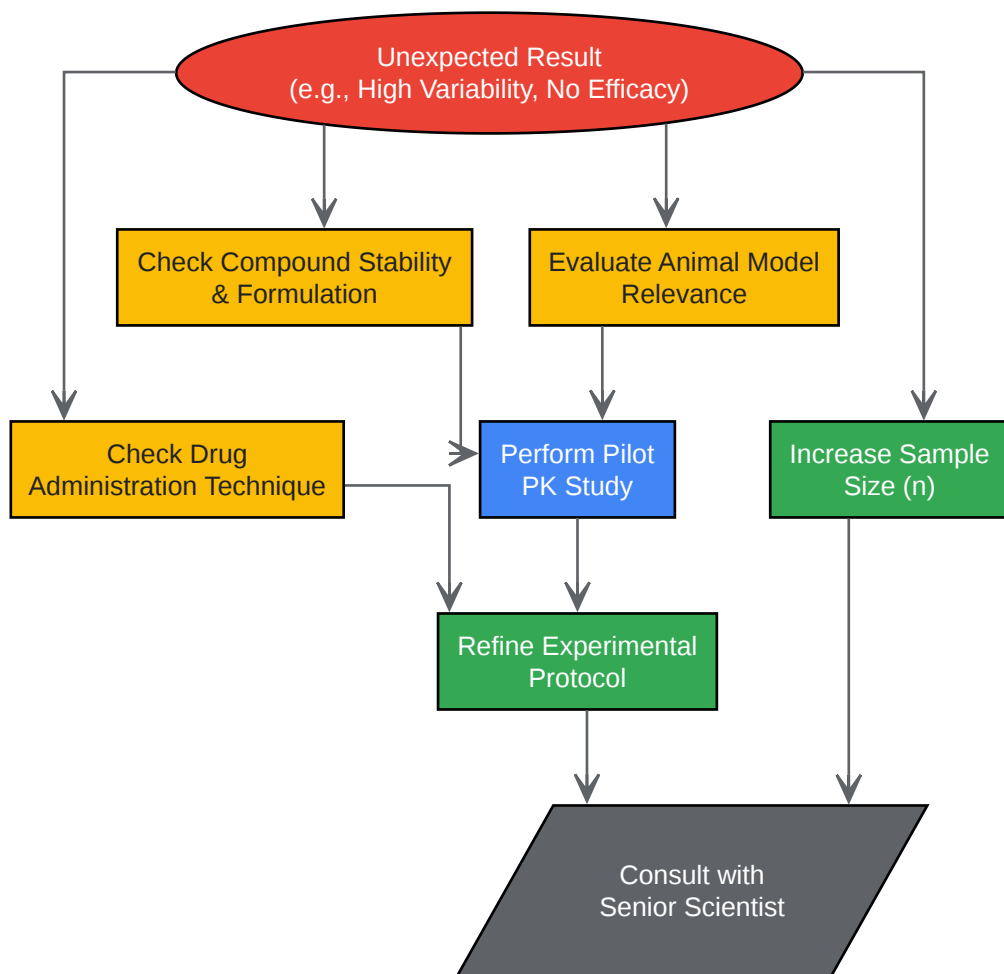 Unexpected Result
(e.g., High Variability, No Efficacy)
Check Compound Stability
& Formulation
Evaluate Animal Model
Relevance
Check Drug
Administration Technique
Perform Pilot
PK Study
Increase Sample
Size (n)
Refine Experimental
Protocol
Consult with
Senior Scientist